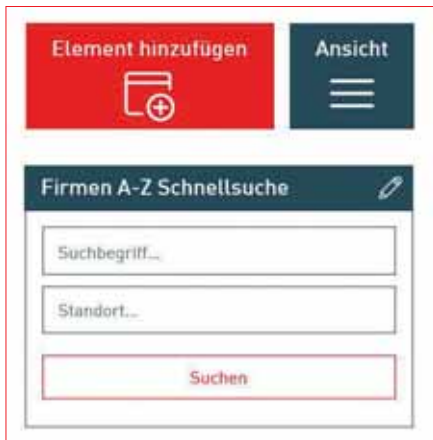 Element hinzufügen
Ansicht
Firmen A-Z Schnellsuche
Suchbegriff...
Standort...
Suchen